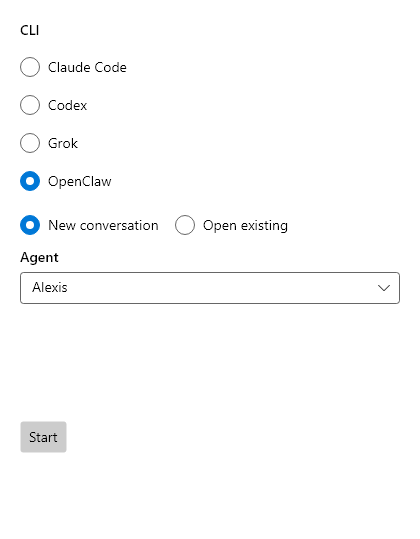 CLI
Claude Code
Codex
Grok
OpenClaw
New conversation Open existing
Agent
Alexis
Start